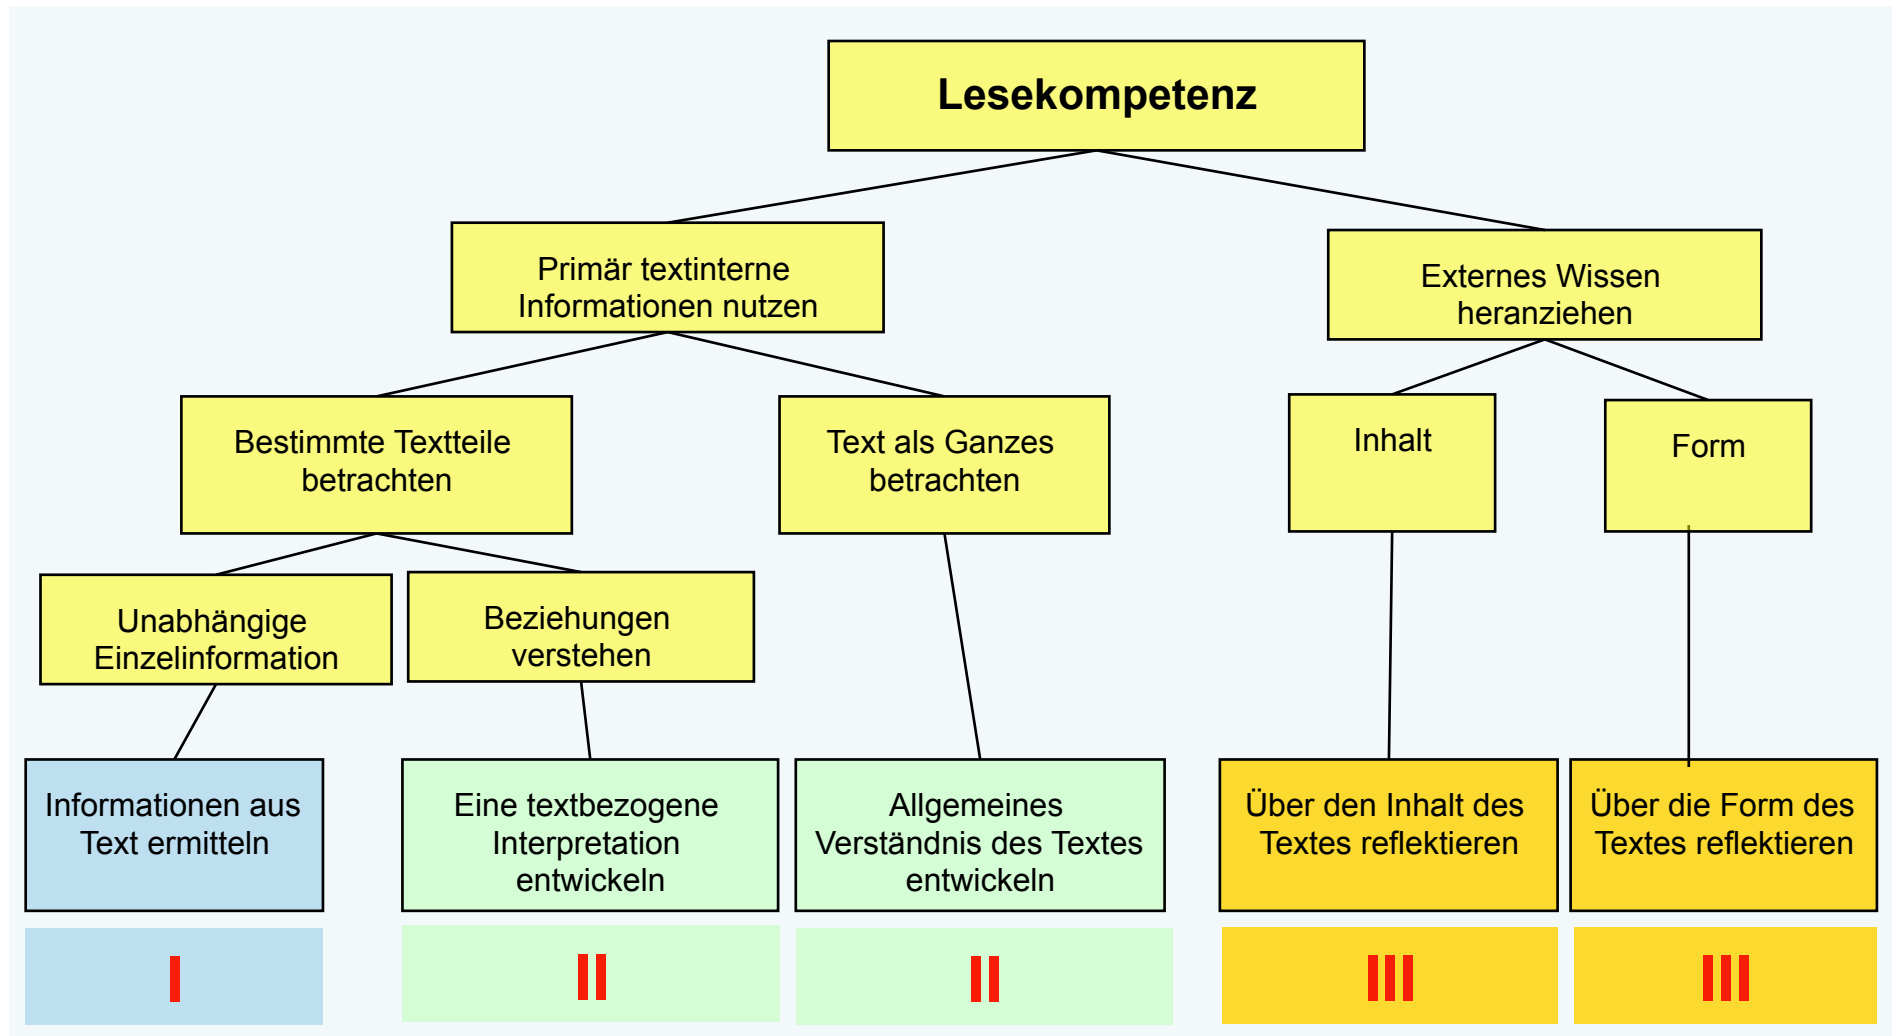 Lesekompetenz
Primär textinterne
Informationen nutzen
Externes Wissen
heranziehen
Bestimmte Textteile
betrachten
Text als Ganzes
betrachten
Inhalt
Form
Unabhängige
Einzelinformation
Beziehungen
verstehen
Informationen aus
Text ermitteln
Eine textbezogene
Interpretation
entwickeln
Allgemeines
Verständnis des Textes
entwickeln
Über den Inhalt des
Textes reflektieren
Über die Form des
Textes reflektieren
I
II
II
III
III